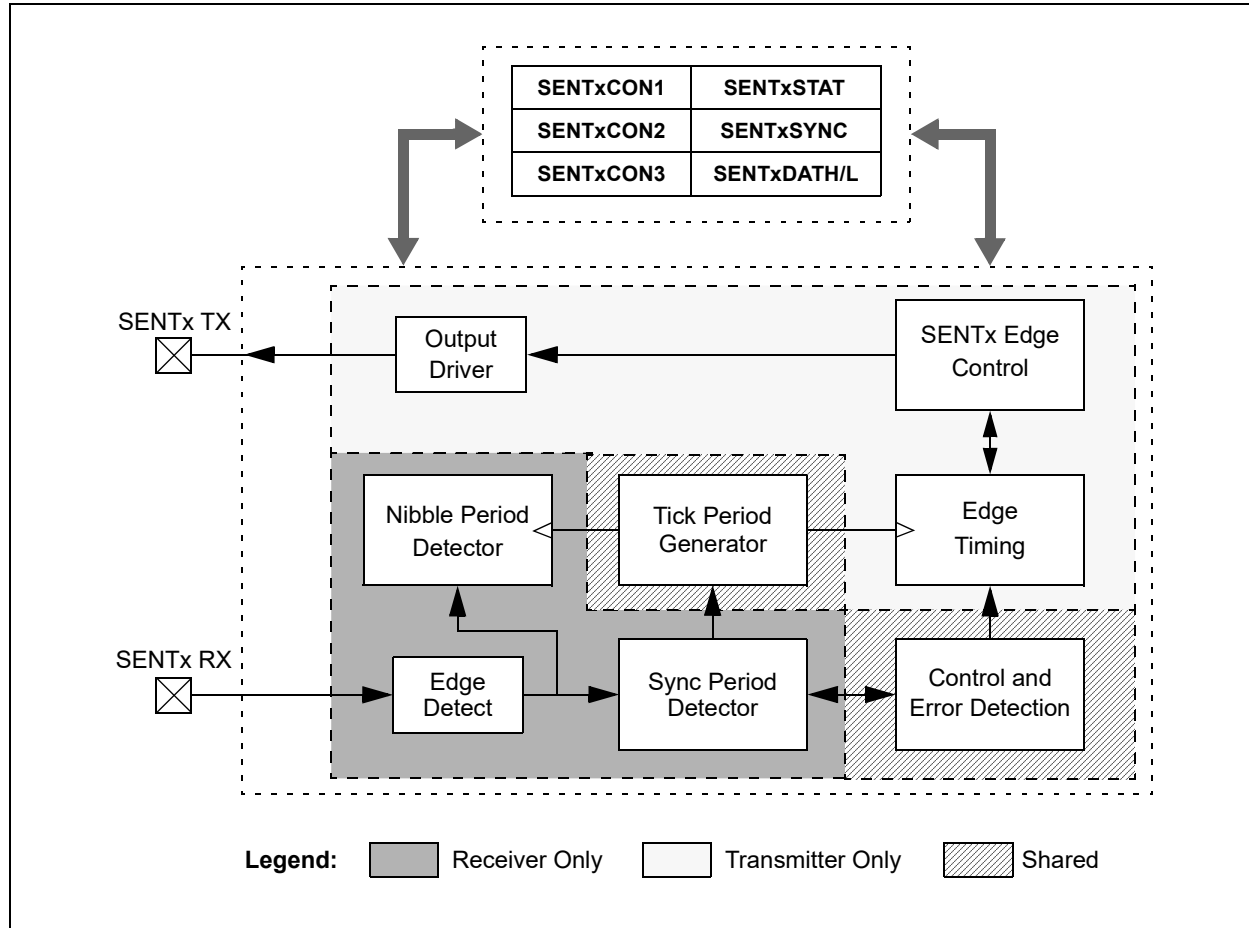 SENTxCON1 SENTxSTAT
SENTxCON2 SENTxSYNC
SENTxCON3 SENTxDATH/L
SENTx TX
Output
Driver
SENTx Edge
Control
Nibble Period
Detector
Tick Period
Generator
Edge
Timing
SENTx RX
Edge
Detect
Sync Period
Detector
Control and
Error Detection
Legend: Receiver Only Transmitter Only Shared